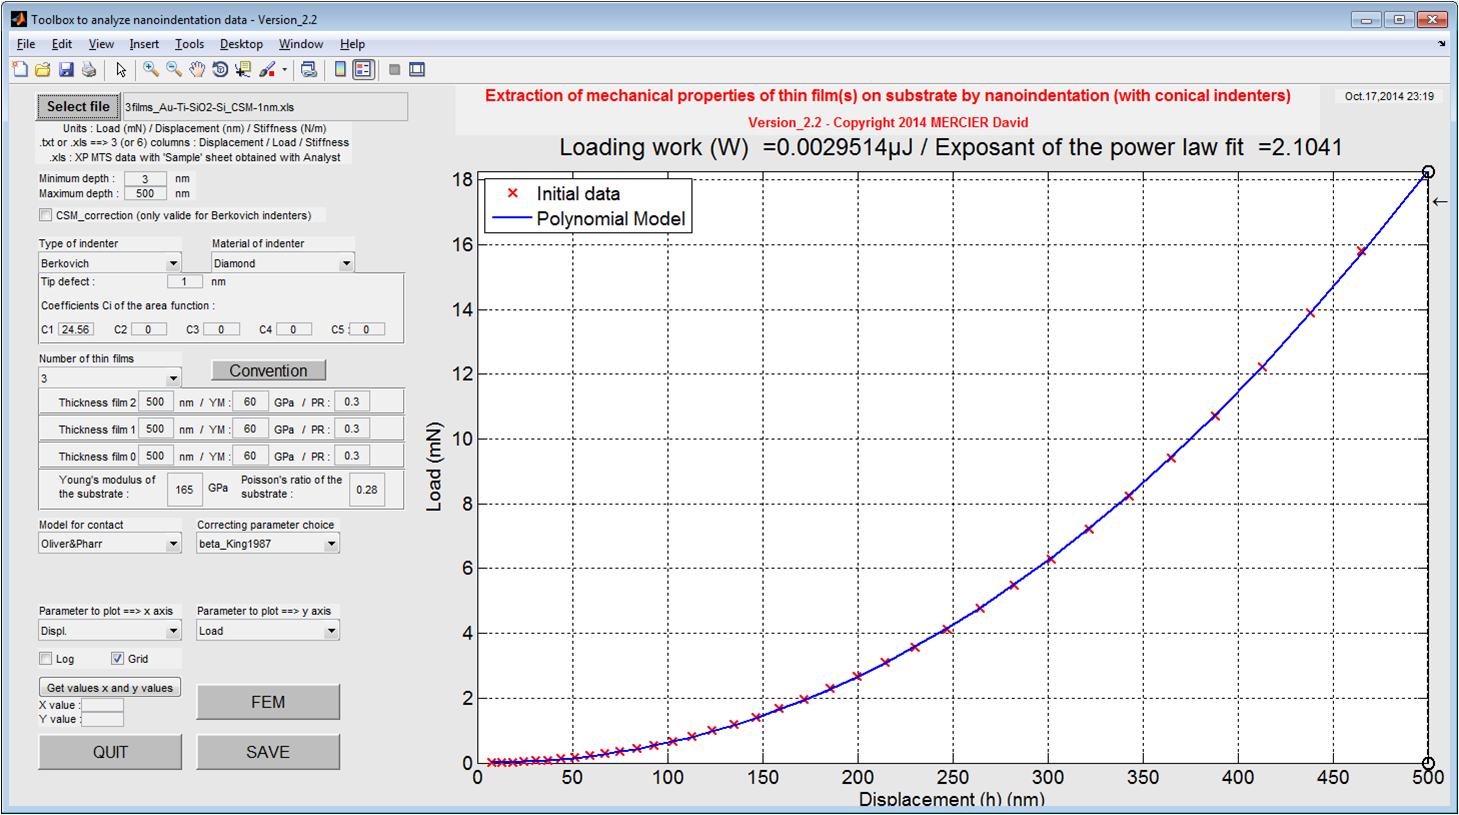 Toolbox to analyze nanoindentation data - Version_2.2
File Edit View Insert Tools Desktop Window Help
Select file 3films_Au-Ti-SiO2-Si_CSM-1nm.xls
Units : Load (mN) / Displacement (nm) / Stiffness (N/m)
.txt or .xls ==> 3 (or 6) columns : Displacement / Load / Stiffness
.xls : XP MTS data with 'Sample' sheet obtained with Analyst
Minimum depth : 3 nm
Maximum depth : 500 nm
CSM_correction (only valide for Berkovich indenters)
Type of indenter Material of indenter
Berkovich Diamond
Tip defect : 1 nm
Coefficients Ci of the area function :
C1 24.56 C2 0 C3 0 C4 0 C5 : 0
Number of thin films
3 Convention
Thickness film 2 500 nm / YM : 60 GPa / PR : 0.3
Thickness film 1 500 nm / YM : 60 GPa / PR : 0.3
Thickness film 0 500 nm / YM : 60 GPa / PR : 0.3
Young's modulus of Poisson's ratio of the
the substrate : 165 GPa substrate : 0.28
Model for contact Correcting parameter choice
Oliver&Pharr beta_King1987
Parameter to plot ==> x axis Parameter to plot ==> y axis
Displ. Load
Log Grid
Get values x and y values
X value :
Y value :
FEM
QUIT SAVE
Extraction of mechanical properties of thin film(s) on substrate by nanoindentation (with conical indenters)
Oct.17,2014 23:19
Version_2.2 - Copyright 2014 MERCIER David
Loading work (W) =0.0029514µJ / Exposant of the power law fit =2.1041
Initial data
Polynomial Model
18
16
14
12
10
8
6
4
2
0
Load (mN)
0 50 100 150 200 250 300 350 400 450 500
Displacement (h) (nm)